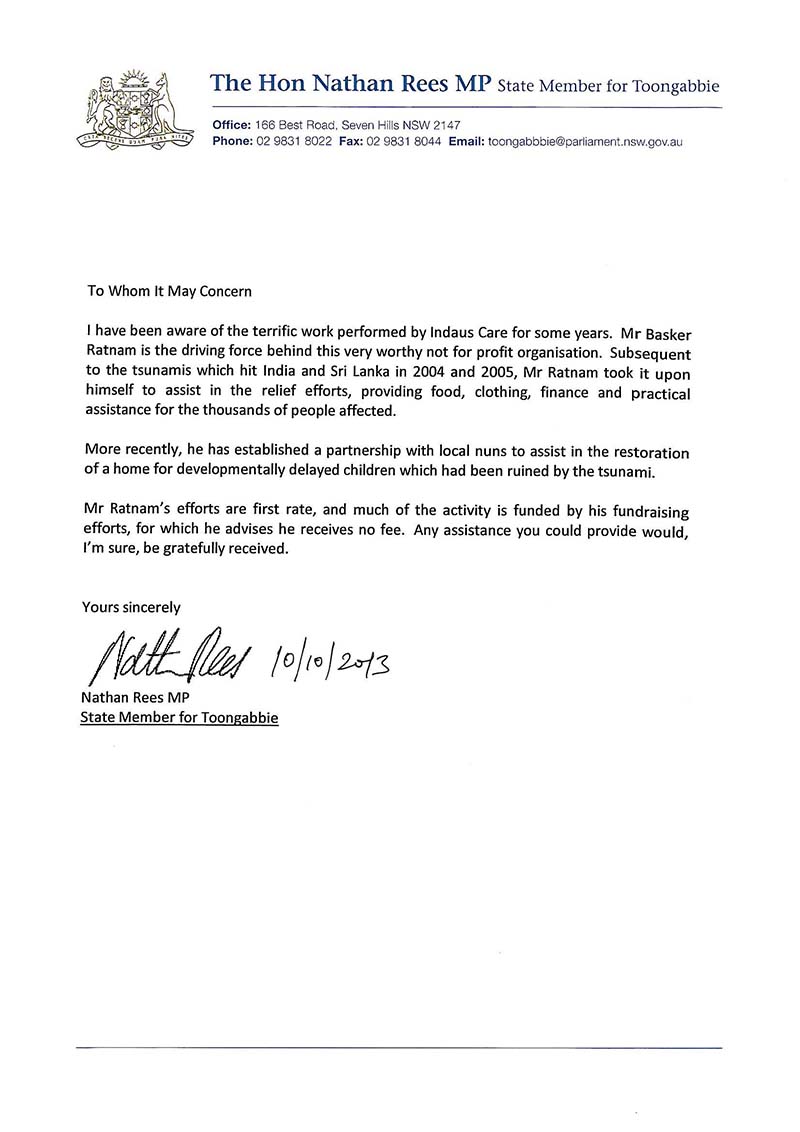 The Hon Nathan Rees MP State Member for Toongabbie
Office: 166 Best Road, Seven Hills NSW 2147
Phone: 02 9831 8022 Fax: 02 9831 8044 Email: toongabbbie@parliament.nsw.gov.au
To Whom It May Concern
I have been aware of the terrific work performed by Indaus Care for some years. Mr Basker
Ratnam is the driving force behind this very worthy not for profit organisation. Subsequent
to the tsunamis which hit India and Sri Lanka in 2004 and 2005, Mr Ratnam took it upon
himself to assist in the relief efforts, providing food, clothing, finance and practical
assistance for the thousands of people affected.
More recently, he has established a partnership with local nuns to assist in the restoration
of a home for developmentally delayed children which had been ruined by the tsunami.
Mr Ratnam's efforts are first rate, and much of the activity is funded by his fundraising
efforts, for which he advises he receives no fee. Any assistance you could provide would,
I'm sure, be gratefully received.
Yours sincerely
Nathan Rees 10/10/2013
Nathan Rees MP
State Member for Toongabbie